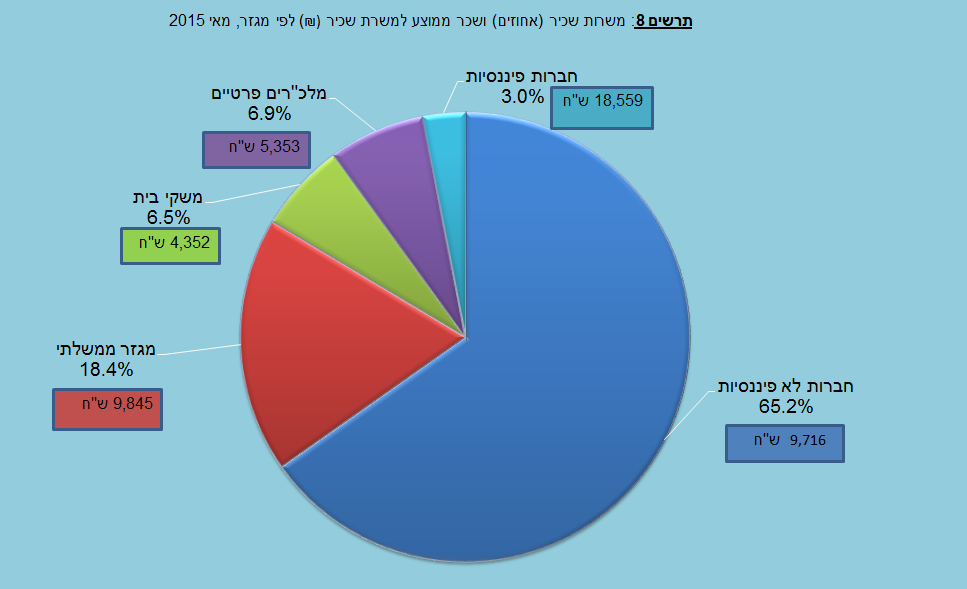 תרשים 8: משרות שכיר (אחוזים) ושכר ממוצע למשרת שכיר (₪) לפי מגזר, מאי 2015
חברות פיננסיות
3.0%
18,559 ש"ח
מלכ"רים פרטיים
6.9%
5,353 ש"ח
משקי בית
6.5%
4,352 ש"ח
מגזר ממשלתי
18.4%
9,845 ש"ח
חברות לא פיננסיות
65.2%
9,716 ש"ח